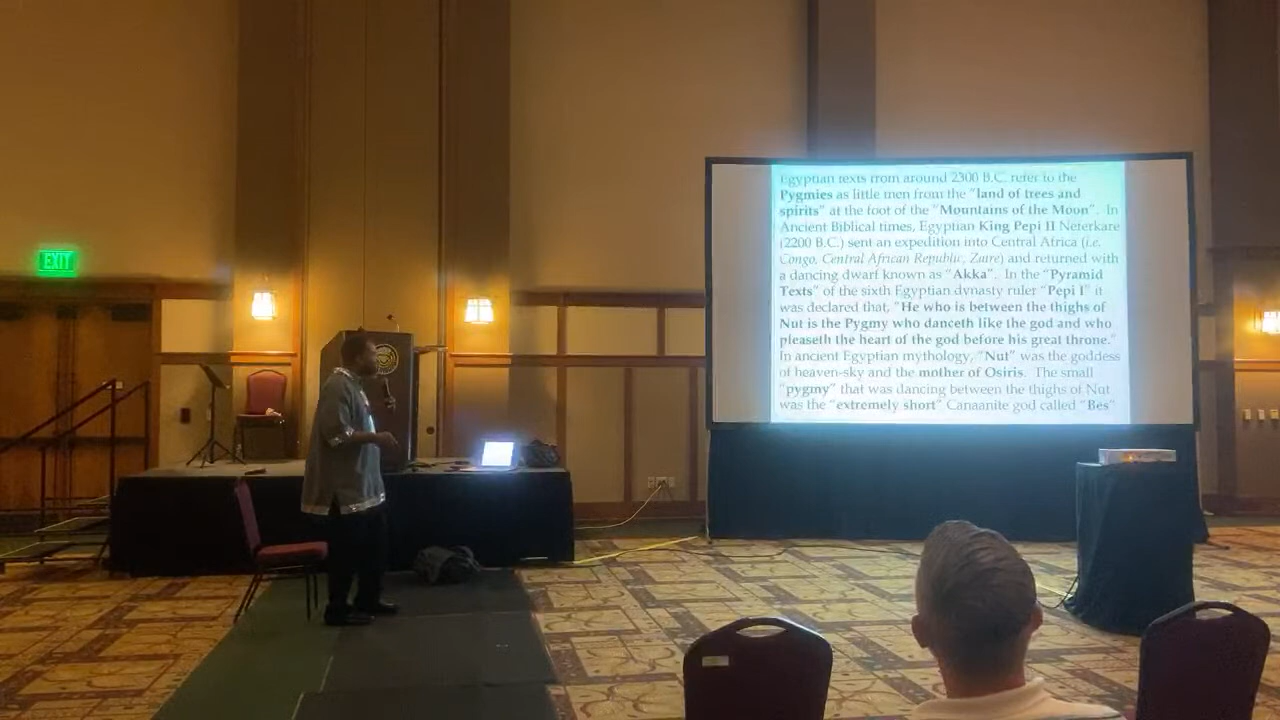 EXIT
Egyptian texts from around 2300 B.C. refer to the
Pygmies as little men from the "land of trees and
spirits" at the foot of the "Mountains of the Moon". In
Ancient Biblical times, Egyptian King Pepi II Neterkare
(2200 B.C.) sent an expedition into Central Africa (i.e.
Congo, Central African Republic, Zaire) and returned with
a dancing dwarf known as "Akka". In the "Pyramid
Texts" of the sixth Egyptian dynasty ruler "Pepi I" it
was declared that, "He who is between the thighs of
Nut is the Pygmy who danceth like the god and who
pleaseth the heart of the god before his great throne."
In ancient Egyptian mythology, "Nut" was the goddess
of heaven-sky and the mother of Osiris. The small
"pygmy" that was dancing between the thighs of Nut
was the "extremely short" Canaanite god called "Bes"